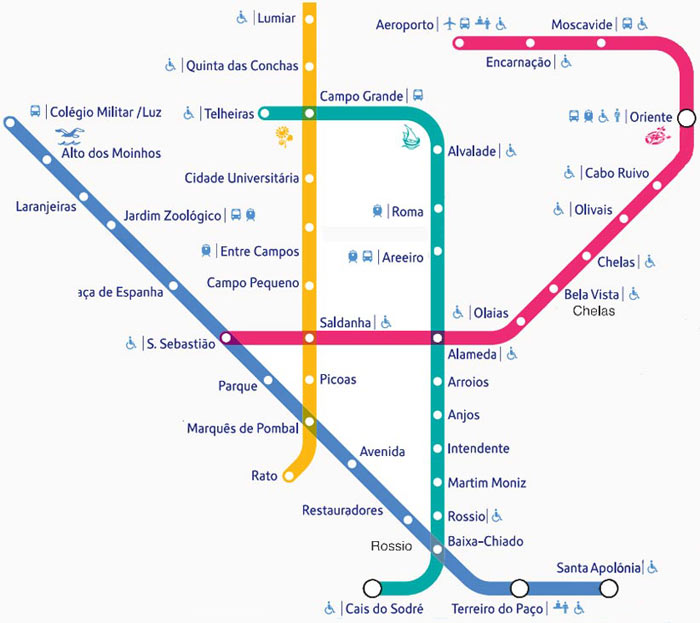 Lumiar
Aeroporto
Moscavide
Quinta das Conchas
Encarnação
Campo Grande
Colégio Militar /Luz
Telheiras
Oriente
Alto dos Moinhos
Alvalade
Cidade Universitária
Cabo Ruivo
Laranjeiras
Jardim Zoológico
Roma
Olivais
Entre Campos
Areeiro
Chelas
Campo Pequeno
aça de Espanha
Bela Vista
Chelas
Saldanha
Olaias
S. Sebastião
Alameda
Parque
Picoas
Arroios
Marquês de Pombal
Anjos
Avenida
Intendente
Rato
Martim Moniz
Restauradores
Rossio
Rossio
Baixa-Chiado
Santa Apolónia
Cais do Sodré
Terreiro do Paço